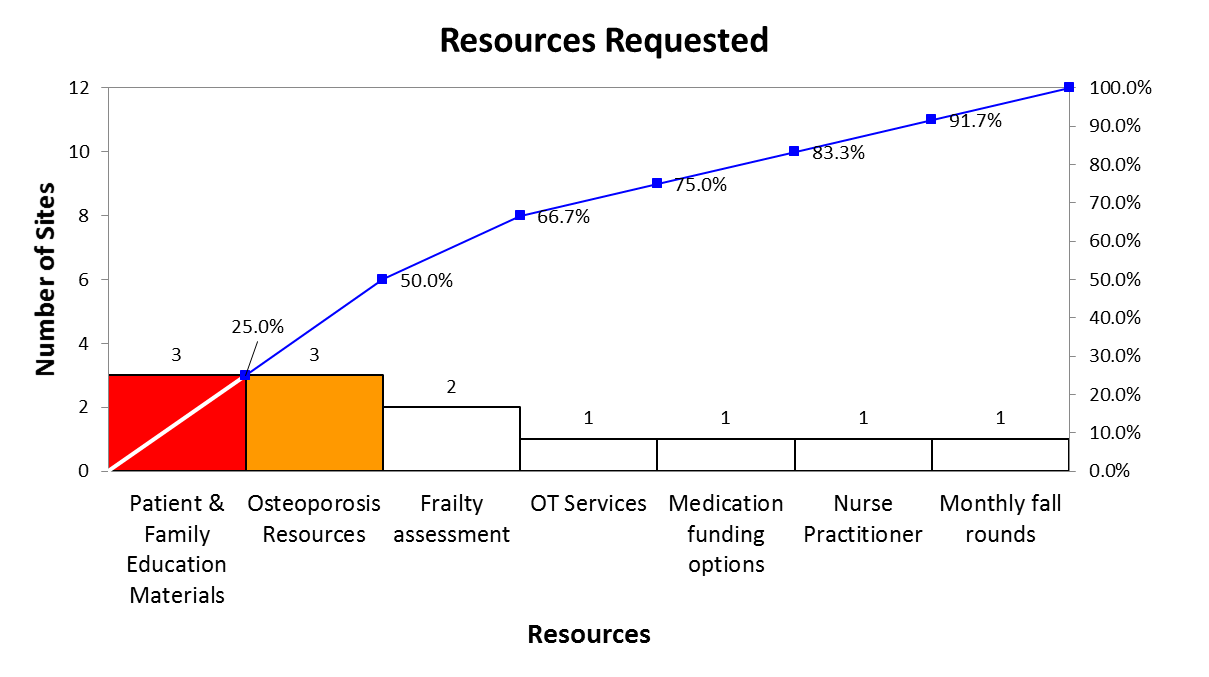 Resources Requested
12
10
8
6
4
2
0
Number of Sites
100.0%
90.0%
80.0%
70.0%
60.0%
50.0%
40.0%
30.0%
20.0%
10.0%
0.0%
25.0%
50.0%
66.7%
75.0%
83.3%
91.7%
3
3
2
1
1
1
1
Patient &
Family
Education
Materials
Osteoporosis
Resources
Frailty
assessment
OT Services
Medication
funding
options
Nurse
Practitioner
Monthly fall
rounds
Resources